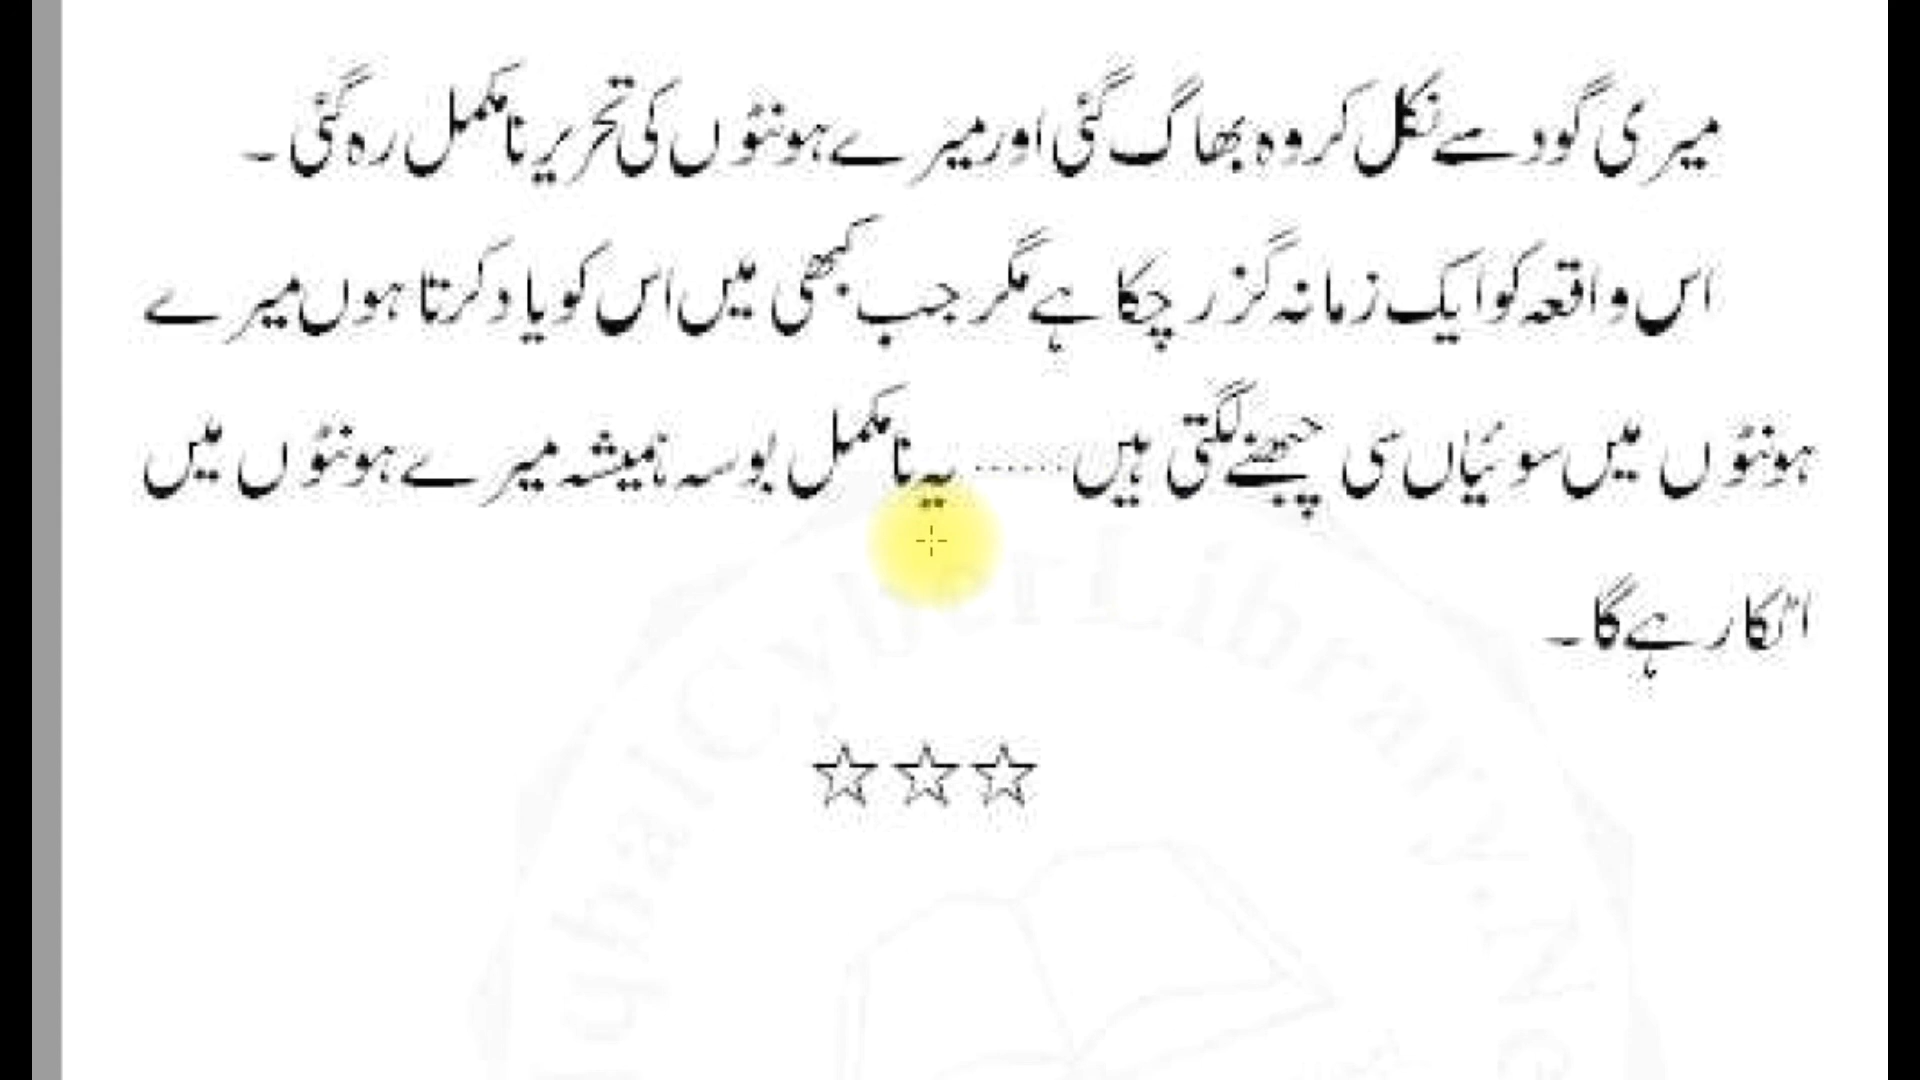 میری گود سے نکل کر وہ بھاگ گئی اور میرے ہونٹوں کی تحریر نامکمل رہ گئی۔
اس واقعہ کو ایک زمانہ گزر چکا ہے مگر جب کبھی میں اس کو یاد کرتا ہوں میرے
ہونٹوں میں سوئیاں سی چبھنے لگتی ہیں ...... یہ نامکمل بوسہ ہمیشہ میرے ہونٹوں میں
اٹکا رہے گا۔
☆☆☆
IqbalCyberLibrary.Ne